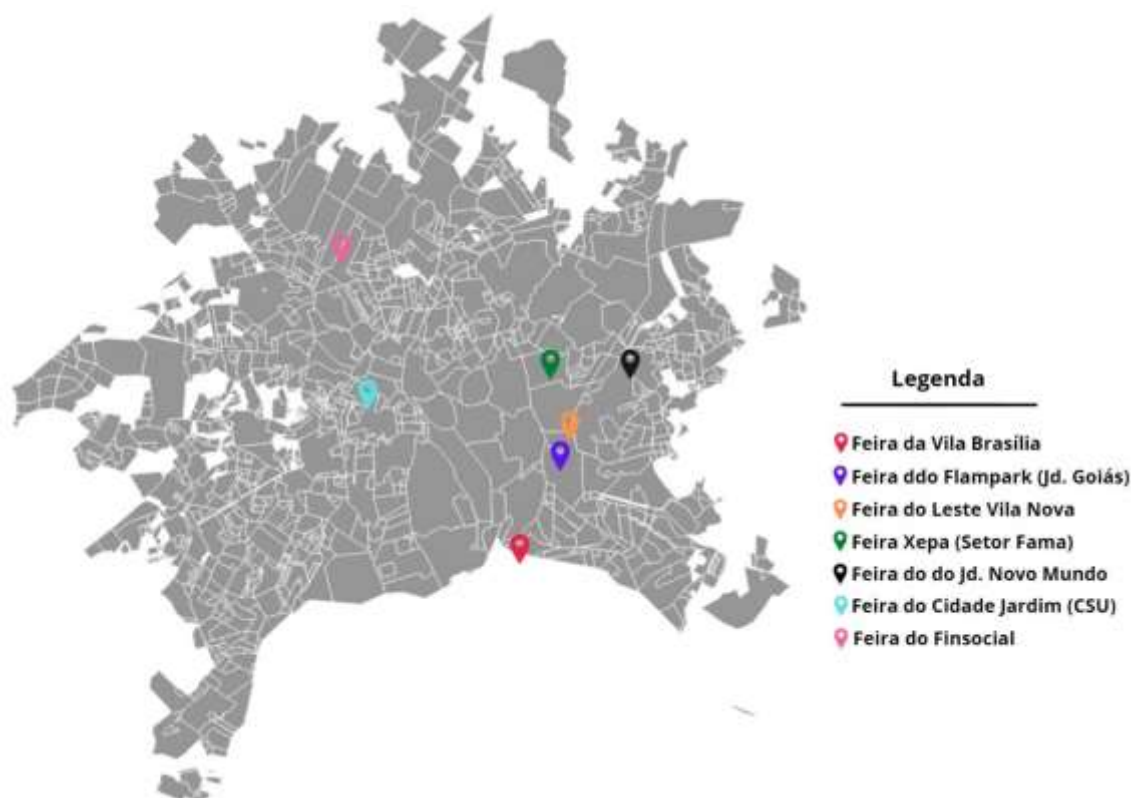 Legenda
Feira da Vila Brasília
Feira ddo Flampark (Jd. Goiás)
Feira do Leste Vila Nova
Feira Xepa (Setor Fama)
Feira do do Jd. Novo Mundo
Feira do Cidade Jardim (CSU)
Feira do Finsocial